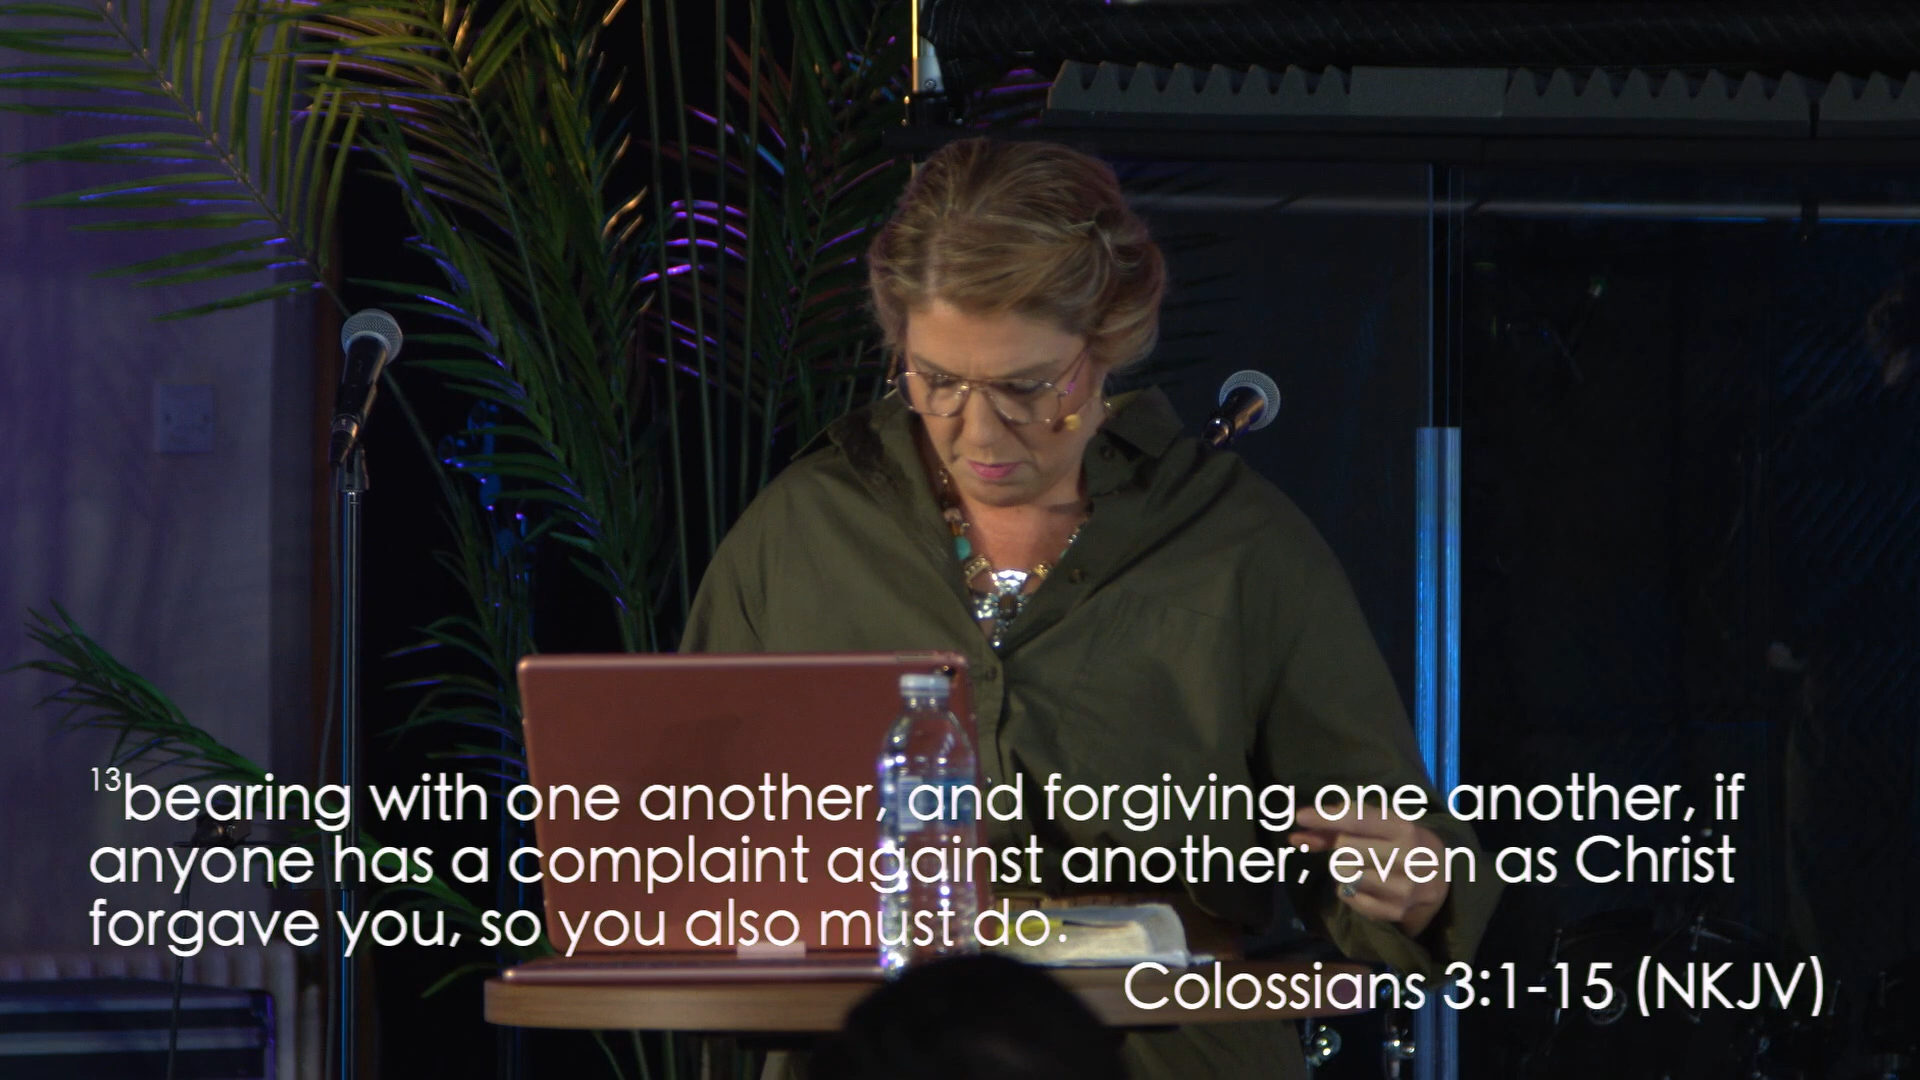 13bearing with one another, and forgiving one another, if
anyone has a complaint against another; even as Christ
forgave you, so you also must do.
Colossians 3:1-15 (NKJV)